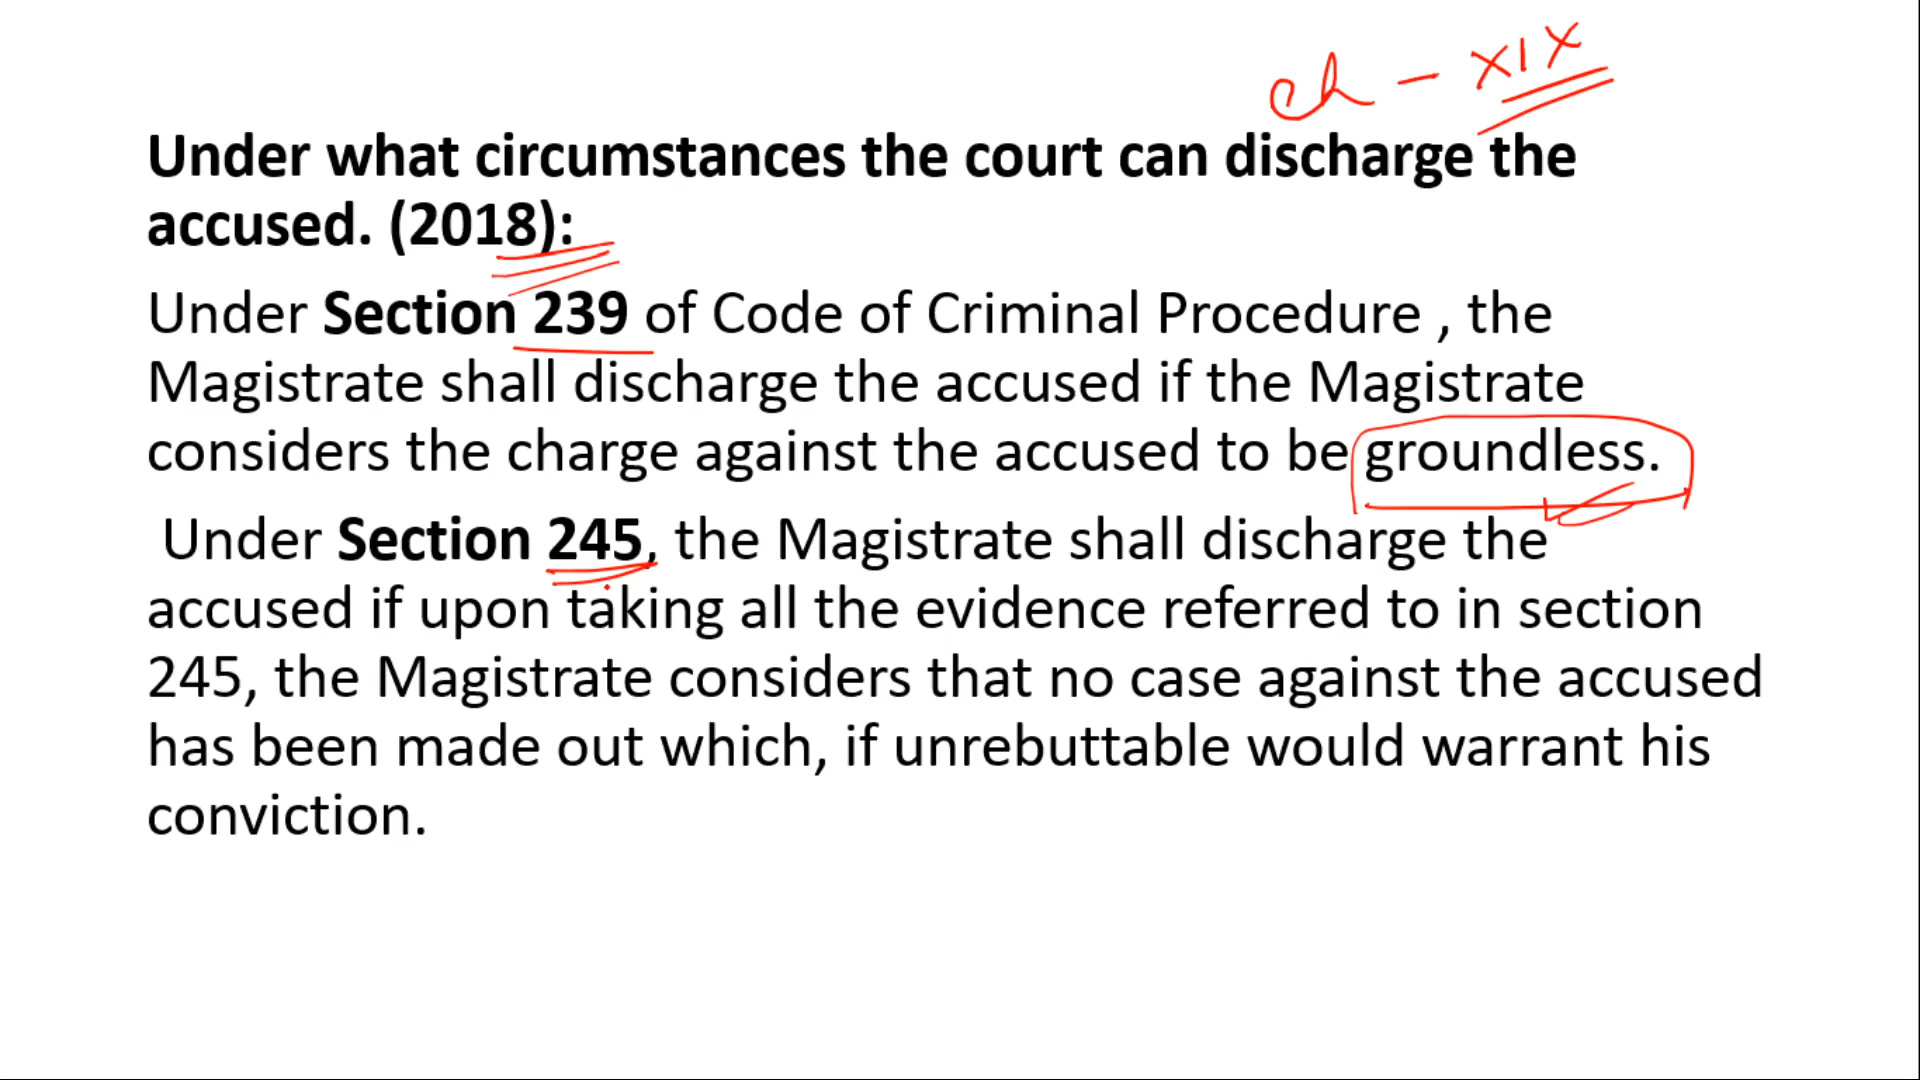 ch - XIX
Under what circumstances the court can discharge the
accused. (2018):
Under Section 239 of Code of Criminal Procedure , the
Magistrate shall discharge the accused if the Magistrate
considers the charge against the accused to be groundless.
Under Section 245, the Magistrate shall discharge the
accused if upon taking all the evidence referred to in section
245, the Magistrate considers that no case against the accused
has been made out which, if unrebuttable would warrant his
conviction.